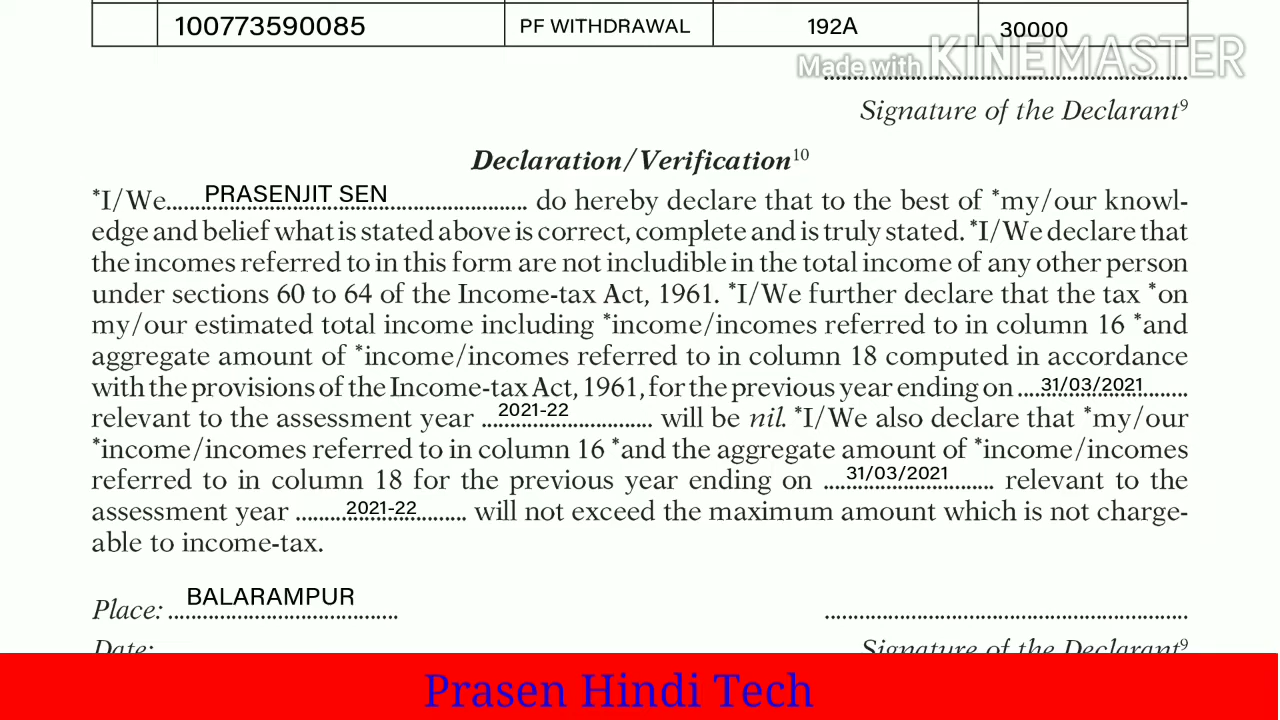 100773590085 PF WITHDRAWAL 192A 30000
Made with KINEMASTER
Signature of the Declarant⁹
Declaration/Verification¹⁰
*I/We....PRASENJIT SEN.... do hereby declare that to the best of *my/our knowl-
edge and belief what is stated above is correct, complete and is truly stated. *I/We declare that
the incomes referred to in this form are not includible in the total income of any other person
under sections 60 to 64 of the Income-tax Act, 1961. *I/We further declare that the tax *on
my/our estimated total income including *income/incomes referred to in column 16 *and
aggregate amount of *income/incomes referred to in column 18 computed in accordance
with the provisions of the Income-tax Act, 1961, for the previous year ending on ....31/03/2021....
relevant to the assessment year ....2021-22.... will be nil. *I/We also declare that *my/our
*income/incomes referred to in column 16 *and the aggregate amount of *income/incomes
referred to in column 18 for the previous year ending on ....31/03/2021.... relevant to the
assessment year ....2021-22.... will not exceed the maximum amount which is not charge-
able to income-tax.
Place: ....BALARAMPUR....
Date: Signature of the Declarant⁹
Prasen Hindi Tech